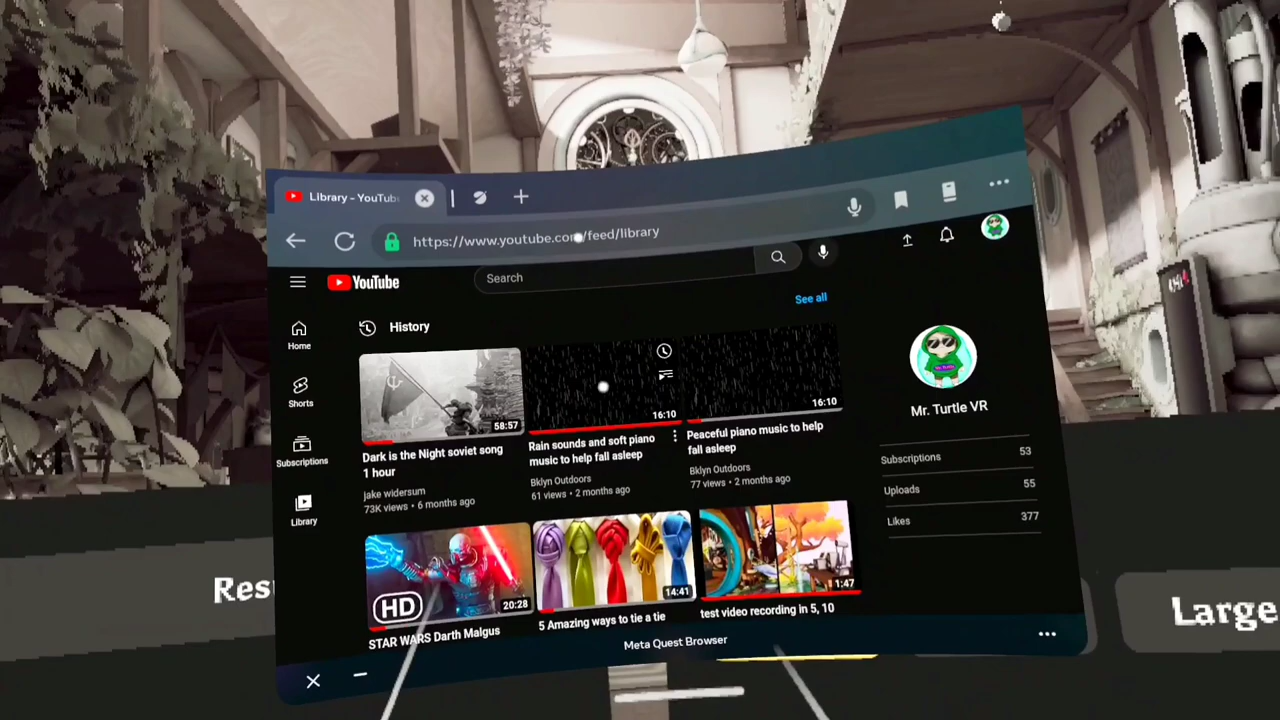 Library - YouTub
https://www.youtube.com/feed/library
YouTube
Search
See all
History
Home
Shorts
Subscriptions
Library
58:57
16:10
16:10
Dark is the Night soviet song
1 hour
jake widersum
73K views • 6 months ago
Rain sounds and soft piano
music to help fall asleep
Bklyn Outdoors
61 views • 2 months ago
Peaceful piano music to help
fall asleep
Bklyn Outdoors
77 views • 2 months ago
Mr. Turtle VR
Subscriptions 53
Uploads 55
Likes 377
HD
20:28
14:41
1:47
STAR WARS Darth Malgus
5 Amazing ways to tie a tie
test video recording in 5, 10
Meta Quest Browser
Res
Large